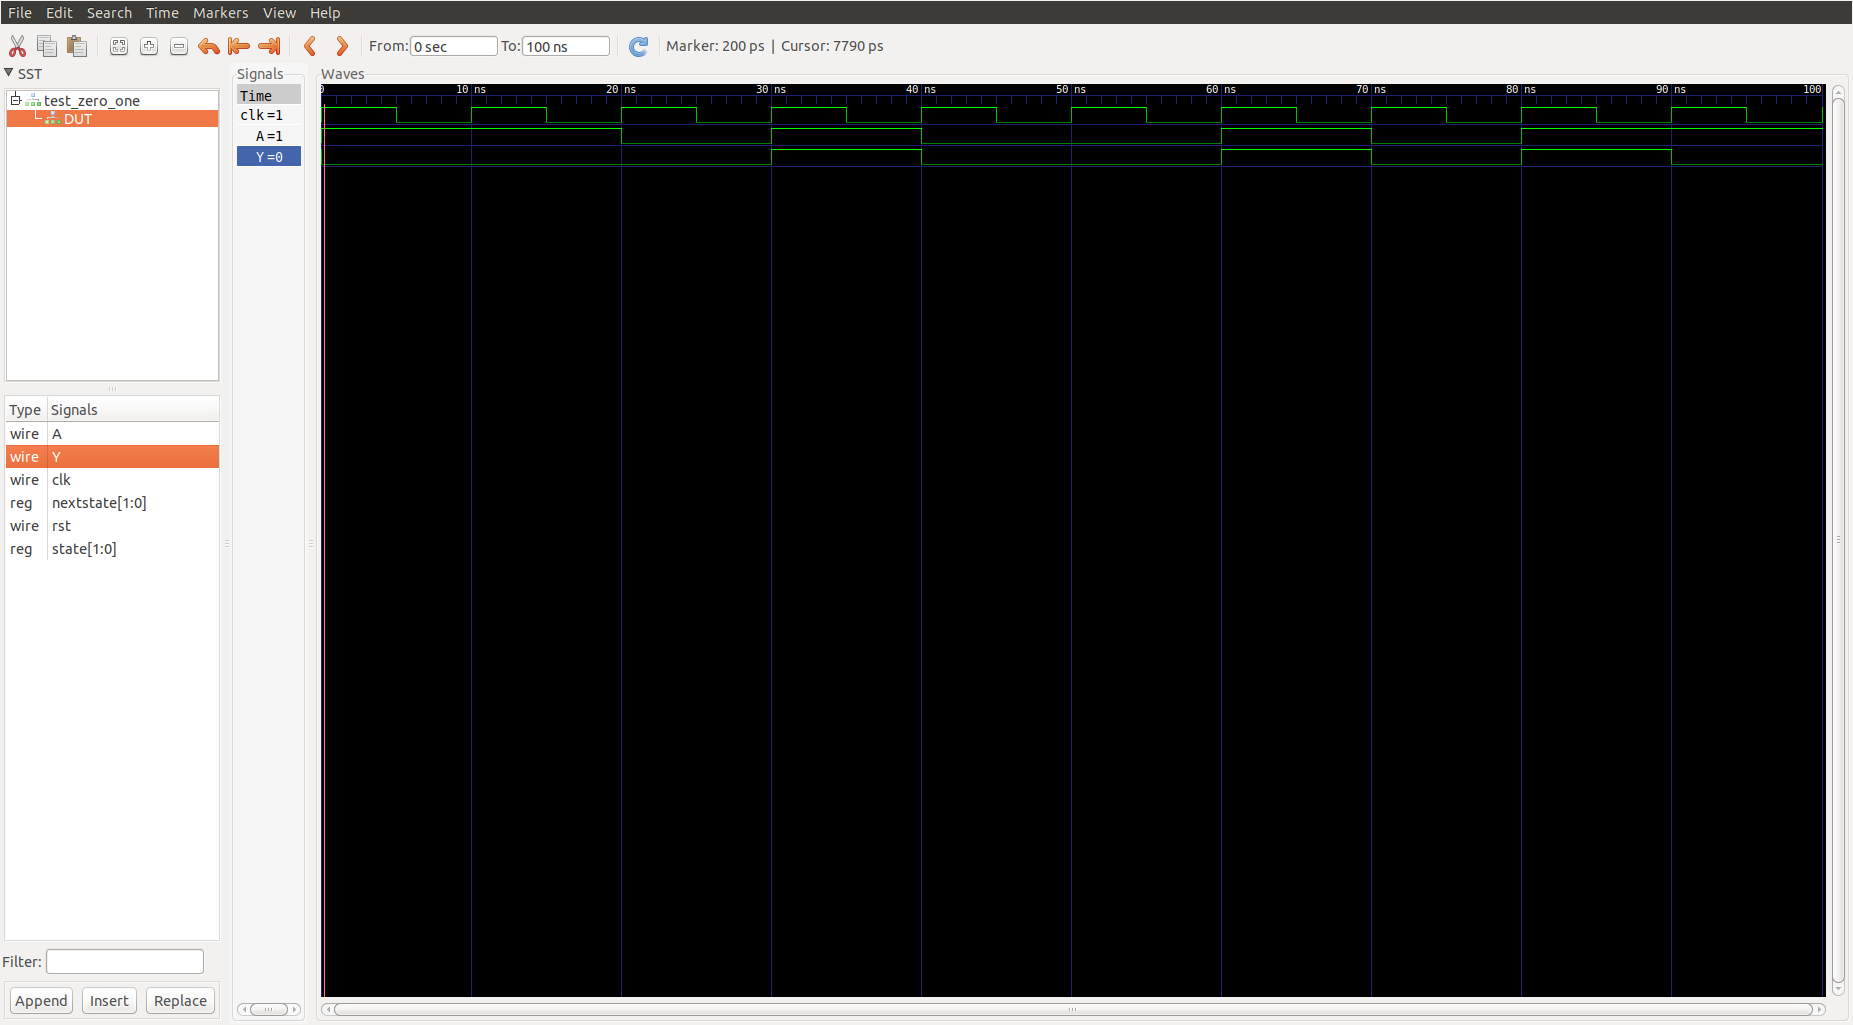 File Edit Search Time Markers View Help
From: 0 sec To: 100 ns Marker: 200 ps | Cursor: 7790 ps
SST
test_zero_one
DUT
Type Signals
wire A
wire Y
wire clk
reg nextstate[1:0]
wire rst
reg state[1:0]
Filter:
Append Insert Replace
Signals
Time
clk=1
A=1
Y=0
Waves
0 10 ns 20 ns 30 ns 40 ns 50 ns 60 ns 70 ns 80 ns 90 ns 100